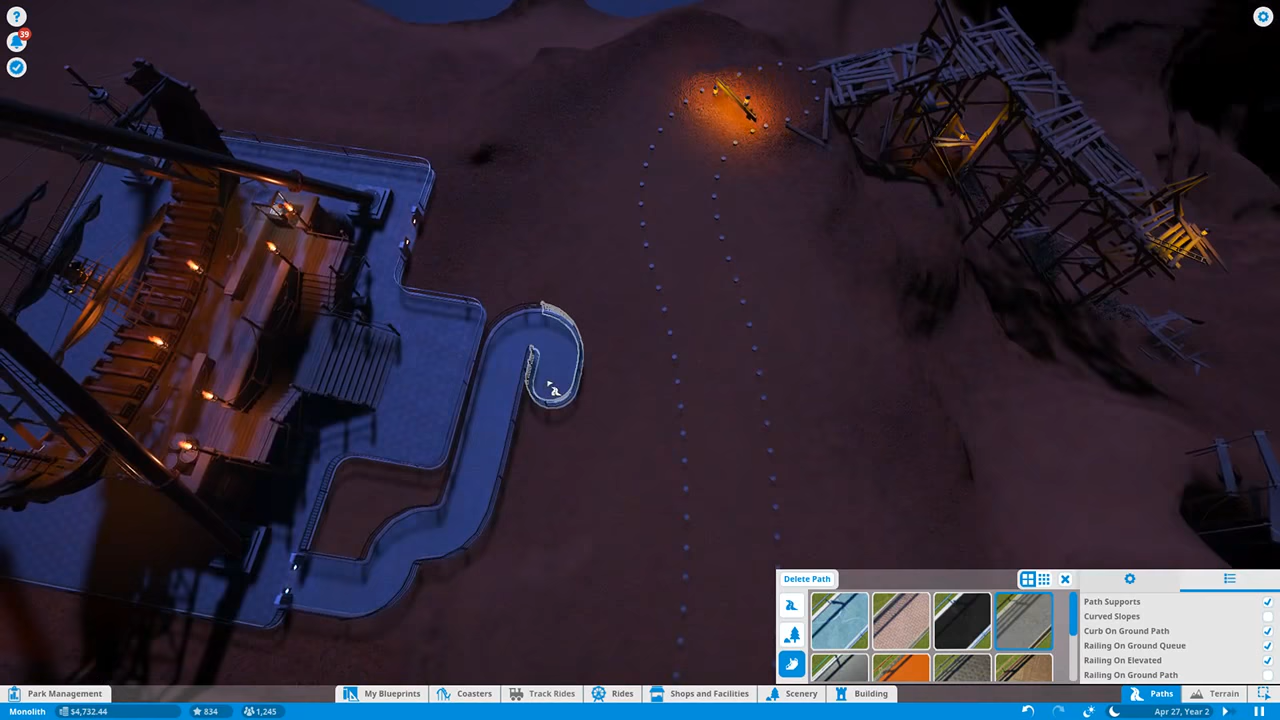 ?
39
Delete Path
Path Supports
Curved Slopes
Curb On Ground Path
Railing On Ground Queue
Railing On Elevated
Railing On Ground Path
Park Management
My Blueprints
Coasters
Track Rides
Rides
Shops and Facilities
Scenery
Building
Paths
Terrain
Monolith
$4,732.44
834
1,245
Apr 27, Year 2